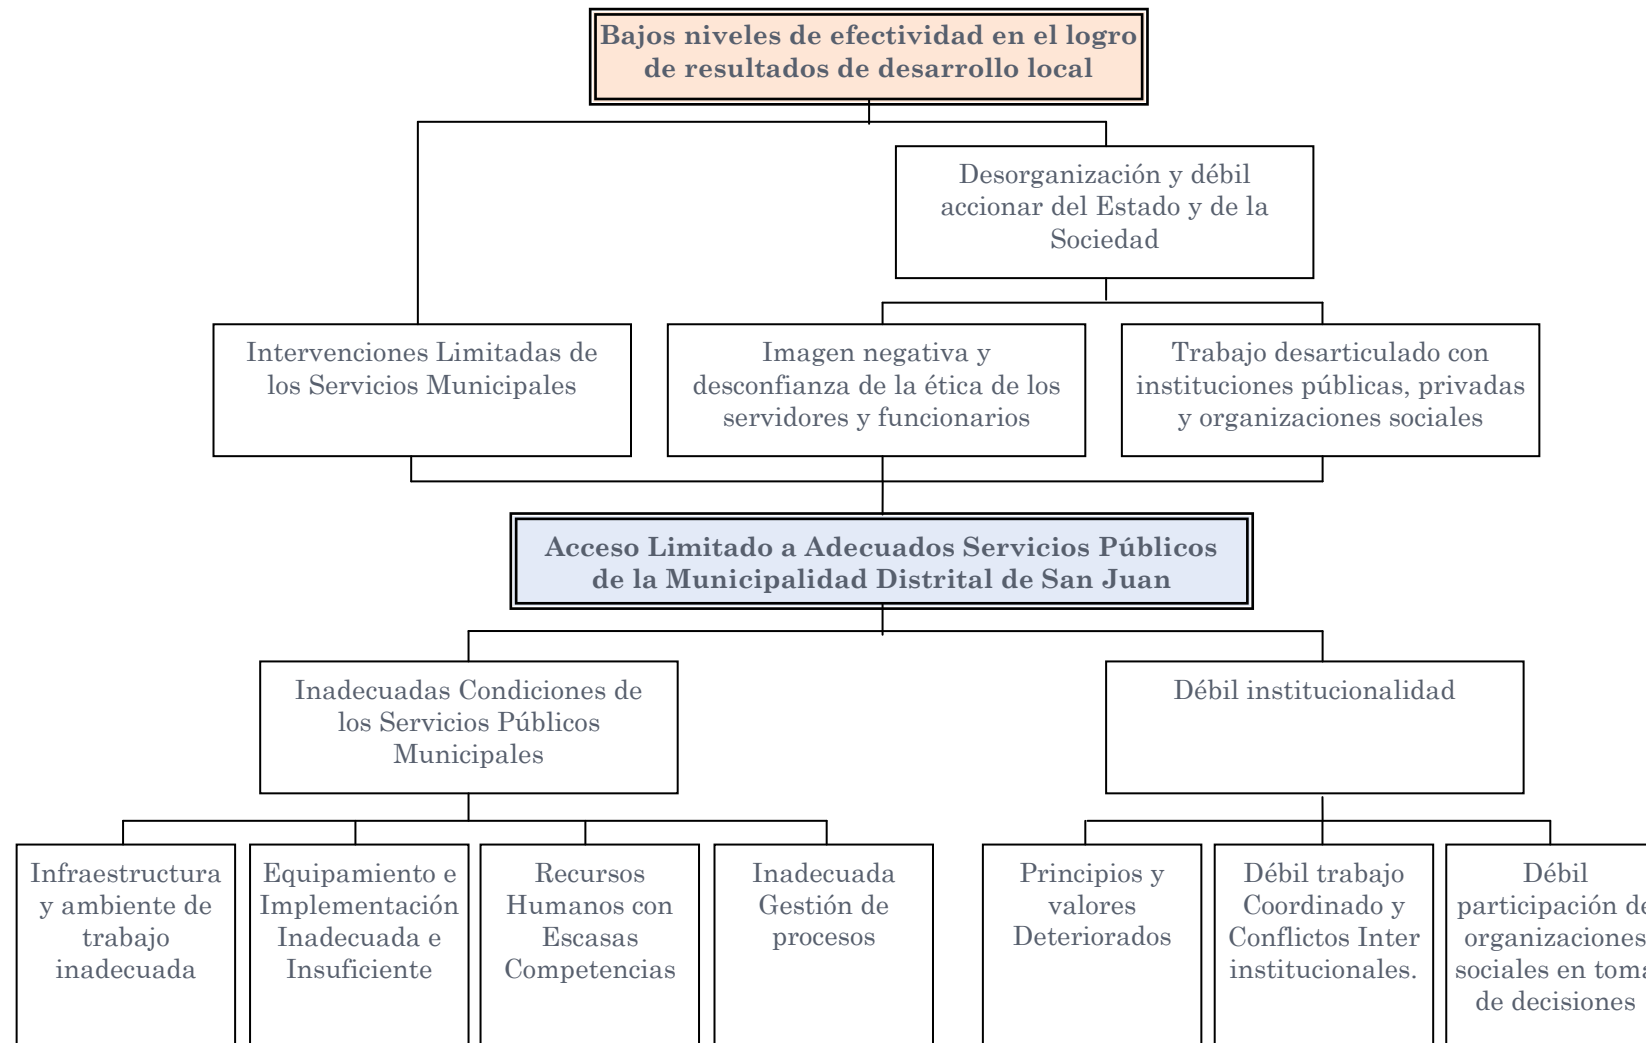 Bajos niveles de efectividad en el logro
de resultados de desarrollo local
Desorganización y débil
accionar del Estado y de la
Sociedad
Intervenciones Limitadas de
los Servicios Municipales
Imagen negativa y
desconfianza de la ética de los
servidores y funcionarios
Trabajo desarticulado con
instituciones públicas, privadas
y organizaciones sociales
Acceso Limitado a Adecuados Servicios Públicos
de la Municipalidad Distrital de San Juan
Inadecuadas Condiciones de
los Servicios Públicos
Municipales
Débil institucionalidad
Infraestructura
y ambiente de
trabajo
inadecuada
Equipamiento e
Implementación
Inadecuada e
Insuficiente
Recursos
Humanos con
Escasas
Competencias
Inadecuada
Gestión de
procesos
Principios y
valores
Deteriorados
Débil trabajo
Coordinado y
Conflictos Inter
institucionales.
Débil
participación de
organizaciones
sociales en toma
de decisiones